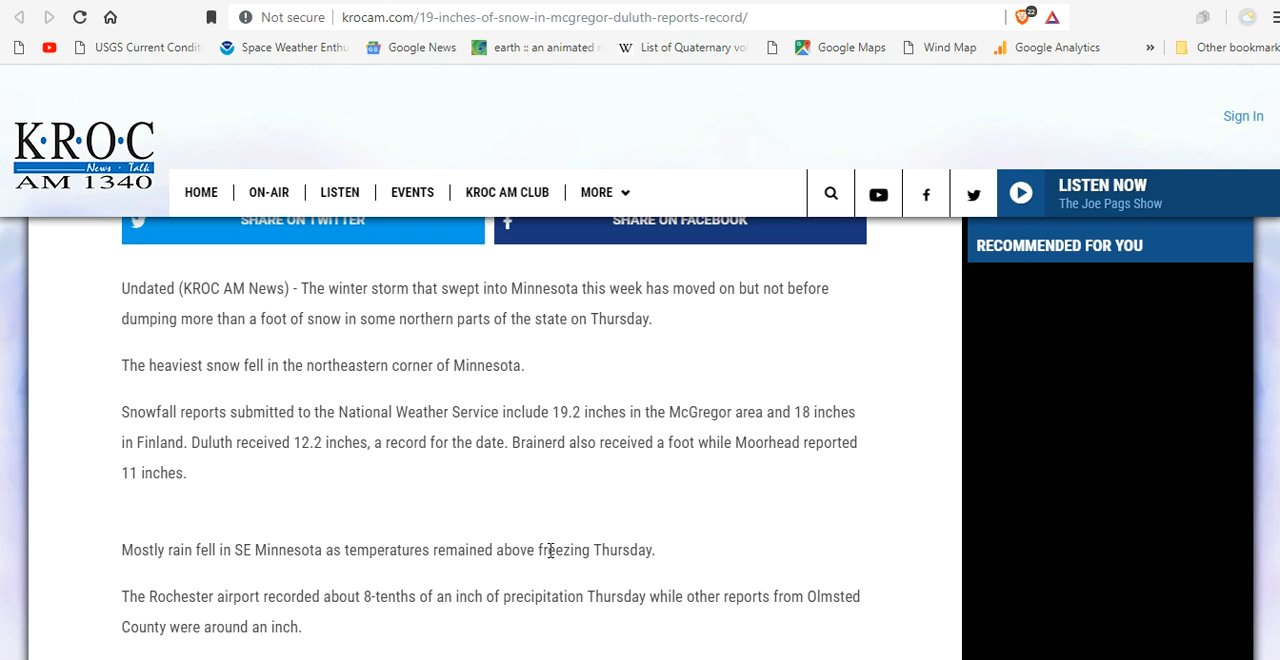 Not secure krocam.com/19-inches-of-snow-in-mcgregor-duluth-reports-record/ 22
USGS Current Condit Space Weather Enthu Google News earth :: an animated List of Quaternary vo Google Maps Wind Map Google Analytics » Other bookmark
Sign In
K·R·O·C
News · Talk
AM 1340
HOME ON-AIR LISTEN EVENTS KROC AM CLUB MORE
LISTEN NOW
The Joe Pags Show
SHARE ON TWITTER SHARE ON FACEBOOK
RECOMMENDED FOR YOU
Undated (KROC AM News) - The winter storm that swept into Minnesota this week has moved on but not before
dumping more than a foot of snow in some northern parts of the state on Thursday.
The heaviest snow fell in the northeastern corner of Minnesota.
Snowfall reports submitted to the National Weather Service include 19.2 inches in the McGregor area and 18 inches
in Finland. Duluth received 12.2 inches, a record for the date. Brainerd also received a foot while Moorhead reported
11 inches.
Mostly rain fell in SE Minnesota as temperatures remained above freezing Thursday.
The Rochester airport recorded about 8-tenths of an inch of precipitation Thursday while other reports from Olmsted
County were around an inch.